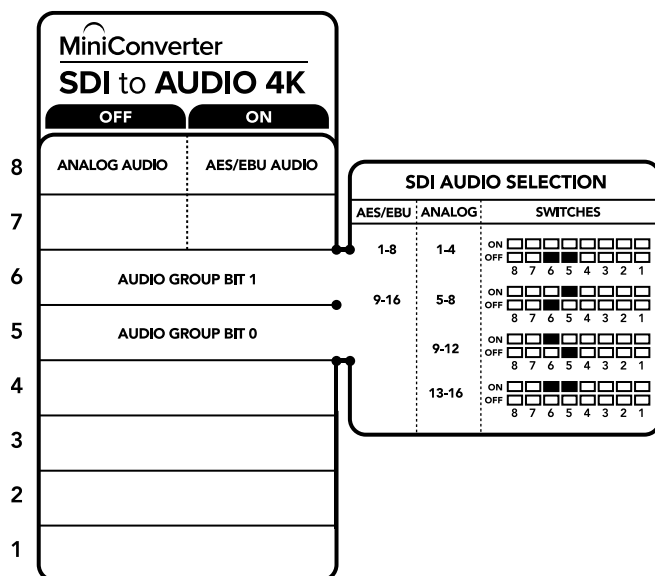 MiniConverter
SDI to AUDIO 4K
OFF ON
8 ANALOG AUDIO AES/EBU AUDIO
7
6 AUDIO GROUP BIT 1
5 AUDIO GROUP BIT 0
4
3
2
1
SDI AUDIO SELECTION
AES/EBU ANALOG SWITCHES
1-8 1-4 ON
OFF
8 7 6 5 4 3 2 1
9-16 5-8 ON
OFF
8 7 6 5 4 3 2 1
9-12 ON
OFF
8 7 6 5 4 3 2 1
13-16 ON
OFF
8 7 6 5 4 3 2 1